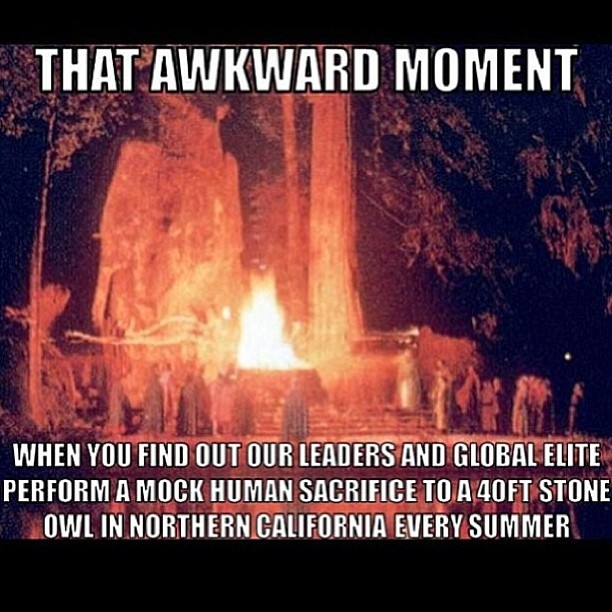 THAT AWKWARD MOMENT
WHEN YOU FIND OUT OUR LEADERS AND GLOBAL ELITE
PERFORM A MOCK HUMAN SACRIFICE TO A 40FT STONE
OWL IN NORTHERN CALIFORNIA EVERY SUMMER